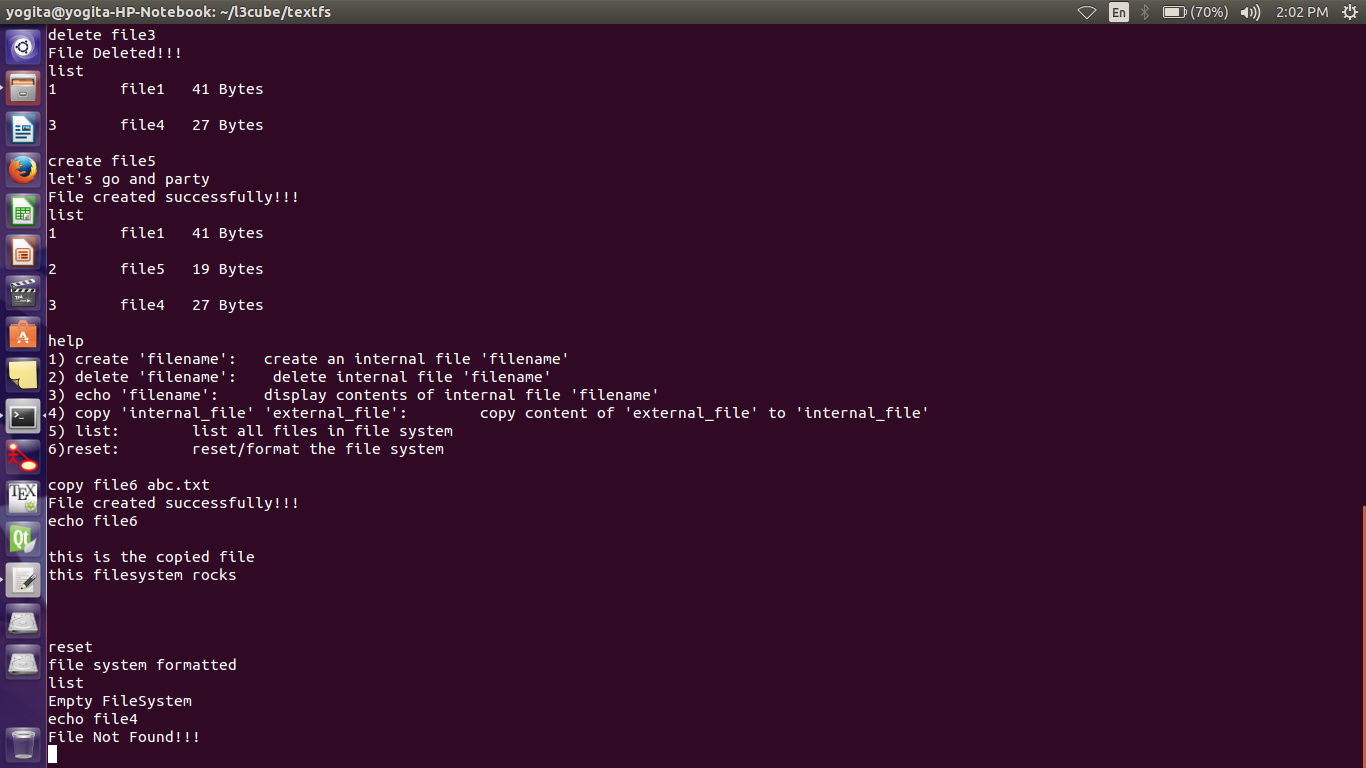 yogita@yogita-HP-Notebook: ~/l3cube/textfs En (70%) 2:02 PM
delete file3
File Deleted!!!
list
1 file1 41 Bytes
3 file4 27 Bytes
create file5
let's go and party
File created successfully!!!
list
1 file1 41 Bytes
2 file5 19 Bytes
3 file4 27 Bytes
help
1) create 'filename': create an internal file 'filename'
2) delete 'filename': delete internal file 'filename'
3) echo 'filename': display contents of internal file 'filename'
4) copy 'internal_file' 'external_file': copy content of 'external_file' to 'internal_file'
5) list: list all files in file system
6)reset: reset/format the file system
copy file6 abc.txt
File created successfully!!!
echo file6
this is the copied file
this filesystem rocks
reset
file system formatted
list
Empty FileSystem
echo file4
File Not Found!!!
TEX
Qt